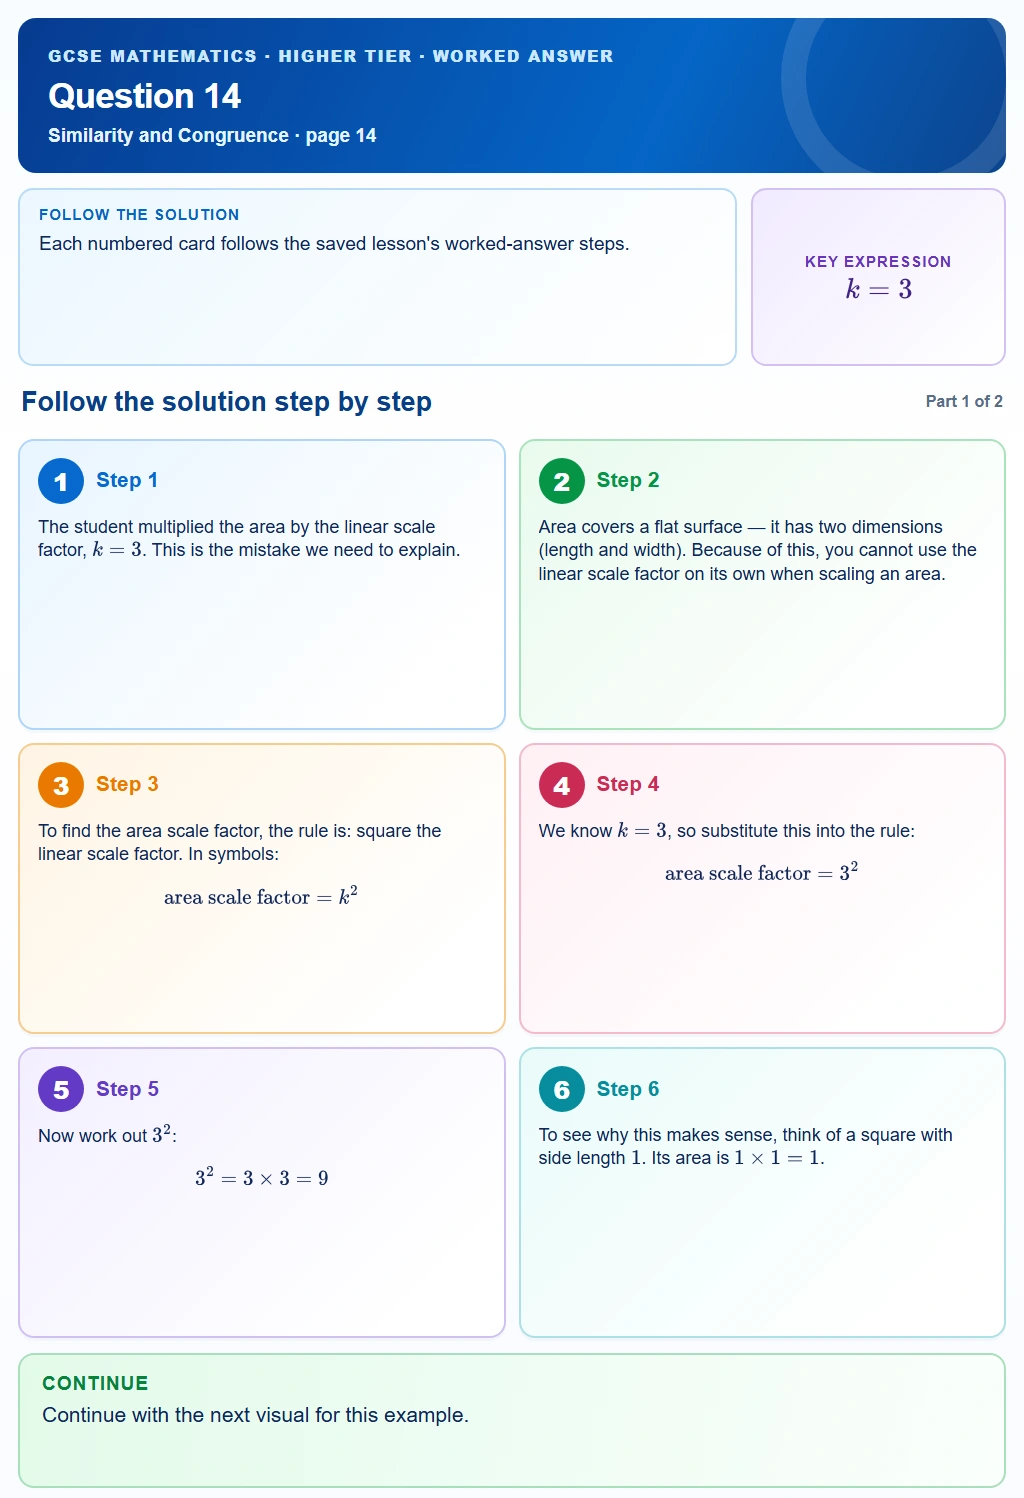 GCSE MATHEMATICS · HIGHER TIER · WORKED ANSWER
Question 14
Similarity and Congruence · page 14
FOLLOW THE SOLUTION
Each numbered card follows the saved lesson's worked-answer steps.
KEY EXPRESSION
k = 3
Follow the solution step by step
Part 1 of 2
1 Step 1
The student multiplied the area by the linear scale
factor, k = 3. This is the mistake we need to explain.
2 Step 2
Area covers a flat surface — it has two dimensions
(length and width). Because of this, you cannot use the
linear scale factor on its own when scaling an area.
3 Step 3
To find the area scale factor, the rule is: square the
linear scale factor. In symbols:
area scale factor = k²
4 Step 4
We know k = 3, so substitute this into the rule:
area scale factor = 3²
5 Step 5
Now work out 3²:
3² = 3 × 3 = 9
6 Step 6
To see why this makes sense, think of a square with
side length 1. Its area is 1 × 1 = 1.
CONTINUE
Continue with the next visual for this example.